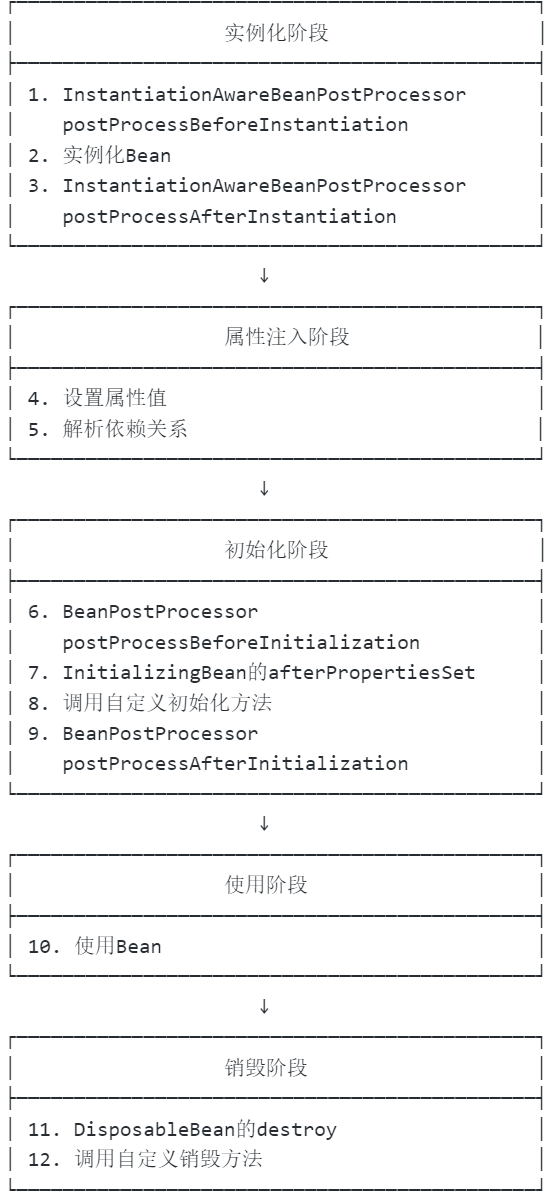 实例化阶段
1. InstantiationAwareBeanPostProcessor
postProcessBeforeInstantiation
2. 实例化Bean
3. InstantiationAwareBeanPostProcessor
postProcessAfterInstantiation
↓
属性注入阶段
4. 设置属性值
5. 解析依赖关系
↓
初始化阶段
6. BeanPostProcessor
postProcessBeforeInitialization
7. InitializingBean的afterPropertiesSet
8. 调用自定义初始化方法
9. BeanPostProcessor
postProcessAfterInitialization
↓
使用阶段
10. 使用Bean
↓
销毁阶段
11. DisposableBean的destroy
12. 调用自定义销毁方法